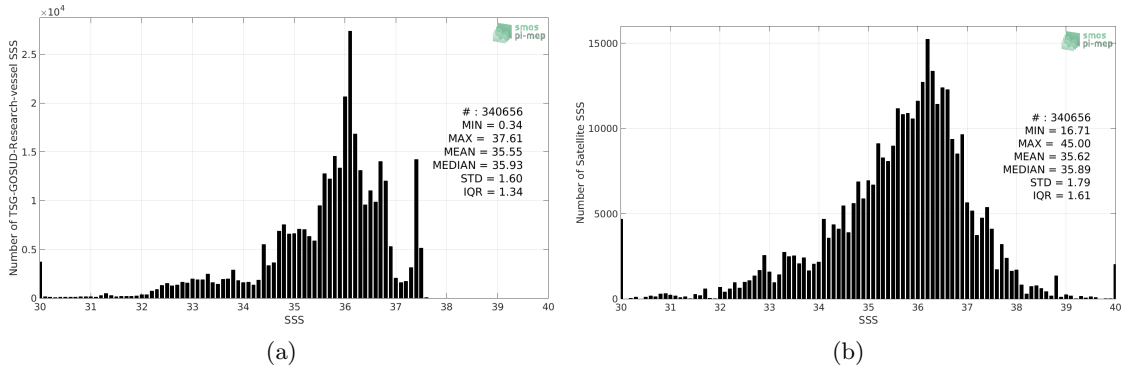 ×10⁴
smos
pi-mep
Number of TSG-GOSUD-Research-vessel SSS
2.5
2
1.5
1
0.5
0
# : 340656
MIN = 0.34
MAX = 37.61
MEAN = 35.55
MEDIAN = 35.93
STD = 1.60
IQR = 1.34
30 31 32 33 34 35 36 37 38 39 40
SSS
(a)
smos
pi-mep
Number of Satellite SSS
15000
10000
5000
0
# : 340656
MIN = 16.71
MAX = 45.00
MEAN = 35.62
MEDIAN = 35.89
STD = 1.79
IQR = 1.61
30 31 32 33 34 35 36 37 38 39 40
SSS
(b)